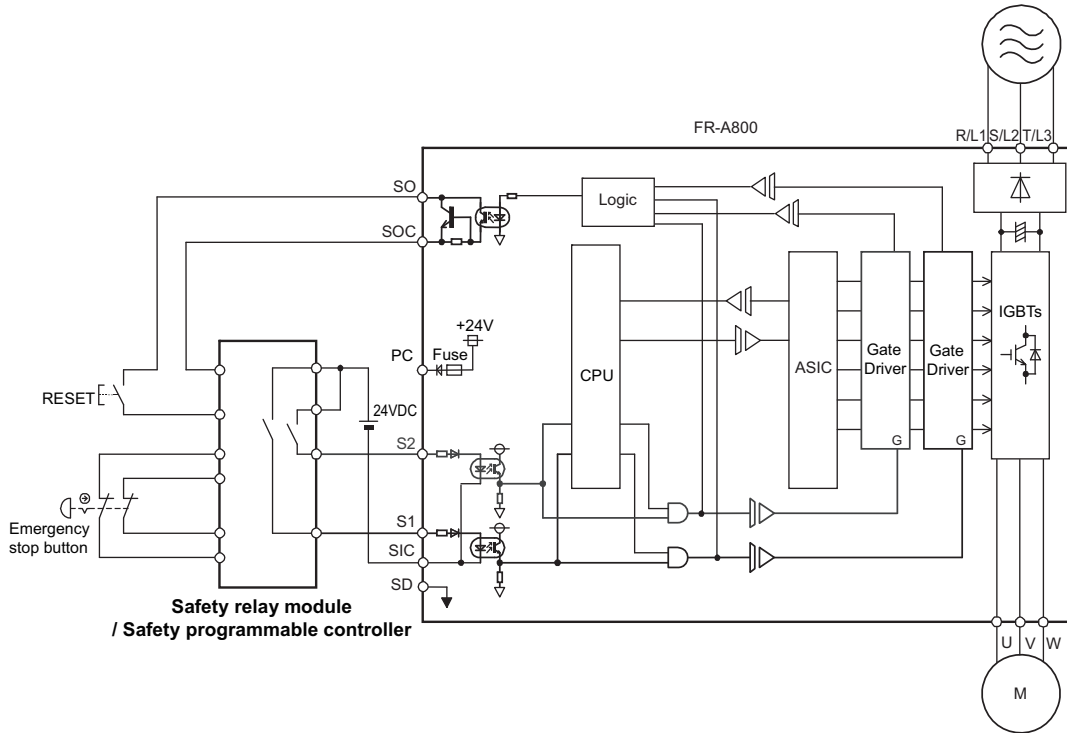 FR-A800
R/L1 S/L2 T/L3
SO
Logic
SOC
+24V
PC
Fuse
CPU
ASIC
Gate
Driver
G
Gate
Driver
G
IGBTs
RESET
24VDC
S2
S1
Emergency
stop button
SIC
SD
Safety relay module
/ Safety programmable controller
U V W
M